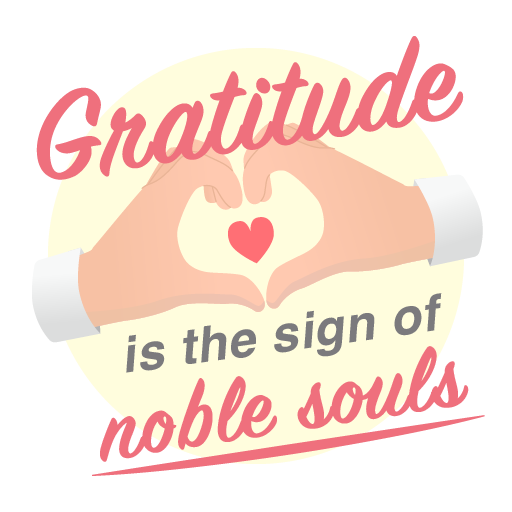 Gratitude
is the sign of
noble souls